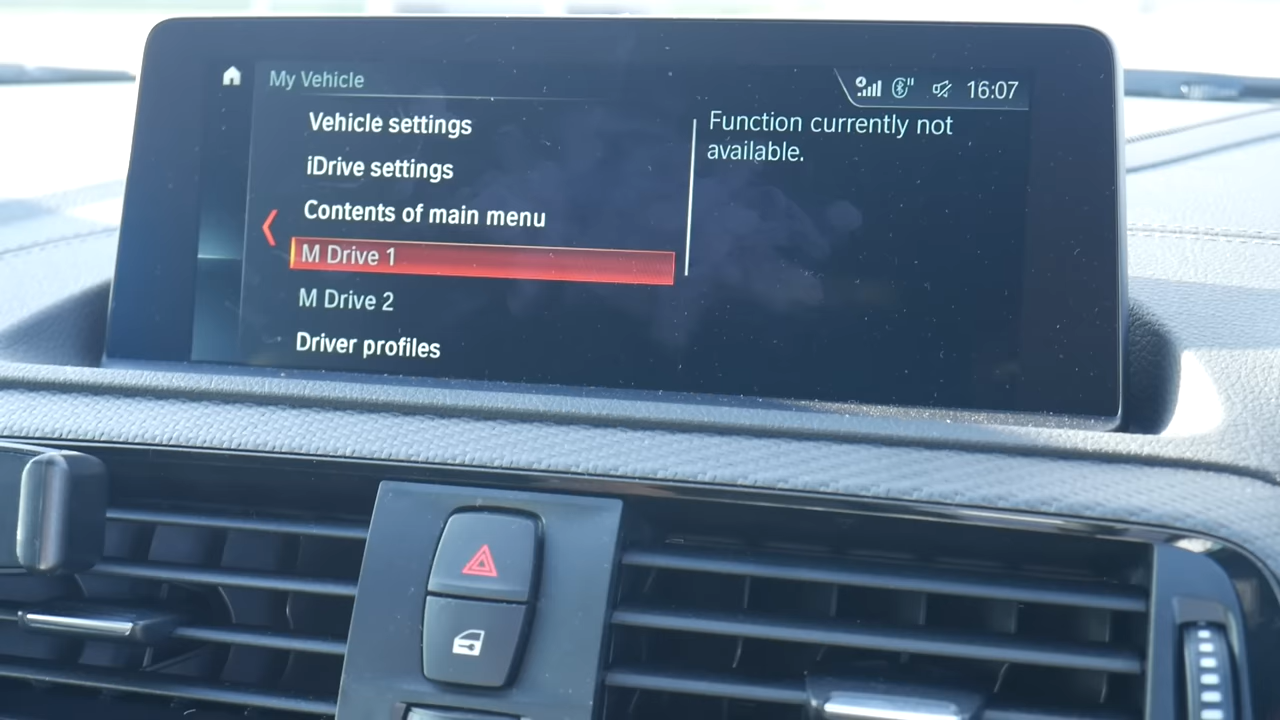 My Vehicle
16:07
Vehicle settings
iDrive settings
Contents of main menu
M Drive 1
M Drive 2
Driver profiles
Function currently not
available.